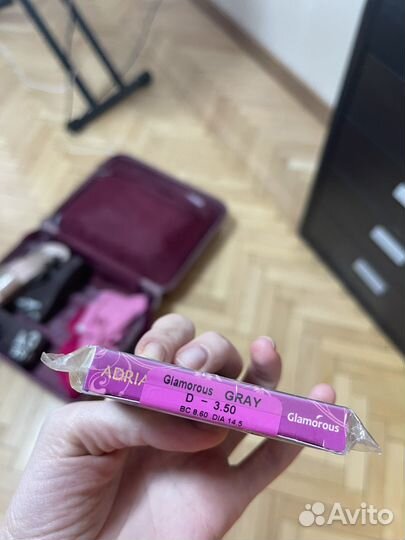 ADRIA
Glamorous GRAY
D - 3.50
BC 8.60 DIA 14.5
Glamorous
Avito